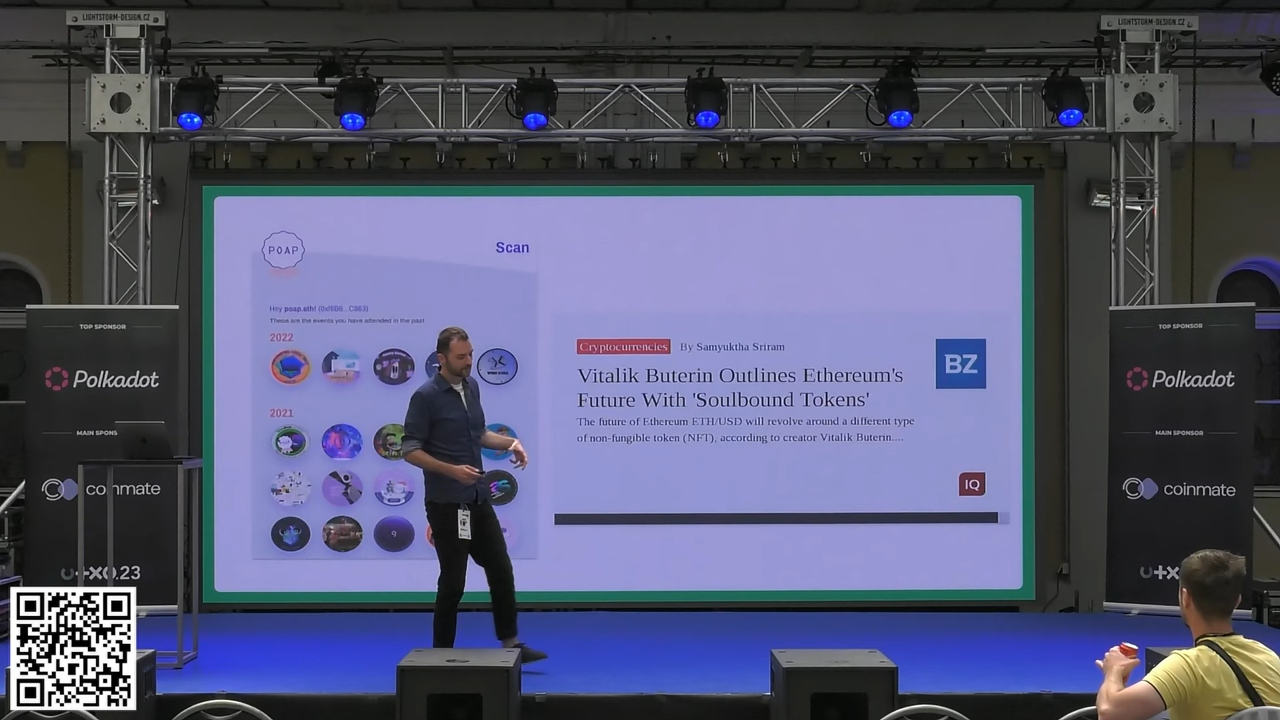 LIGHTSTORM-DESIGN.CZ
LIGHTSTORM-DESIGN.CZ
POAP
Scan
Hey poap.eth!
These are the events you have attended in the past
2022
2021
Cryptocurrencies By Samyuktha Sriram
Vitalik Buterin Outlines Ethereum's
Future With 'Soulbound Tokens'
The future of Ethereum ETH/USD will revolve around a different type
of non-fungible token (NFT), according to creator Vitalik Buterin....
BZ
IQ
TOP SPONSOR
Polkadot
MAIN SPONS
coinmate
TOP SPONSOR
Polkadot
MAIN SPONSOR
coinmate